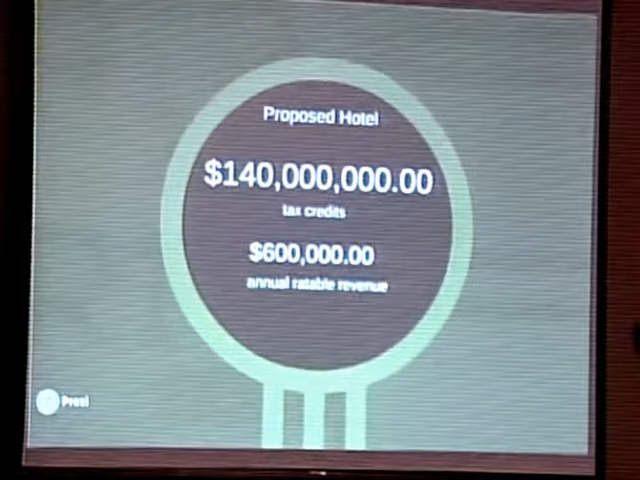 Proposed Hotel
$140,000,000.00
tax credits
$600,000.00
annual ratable revenue
Prezi